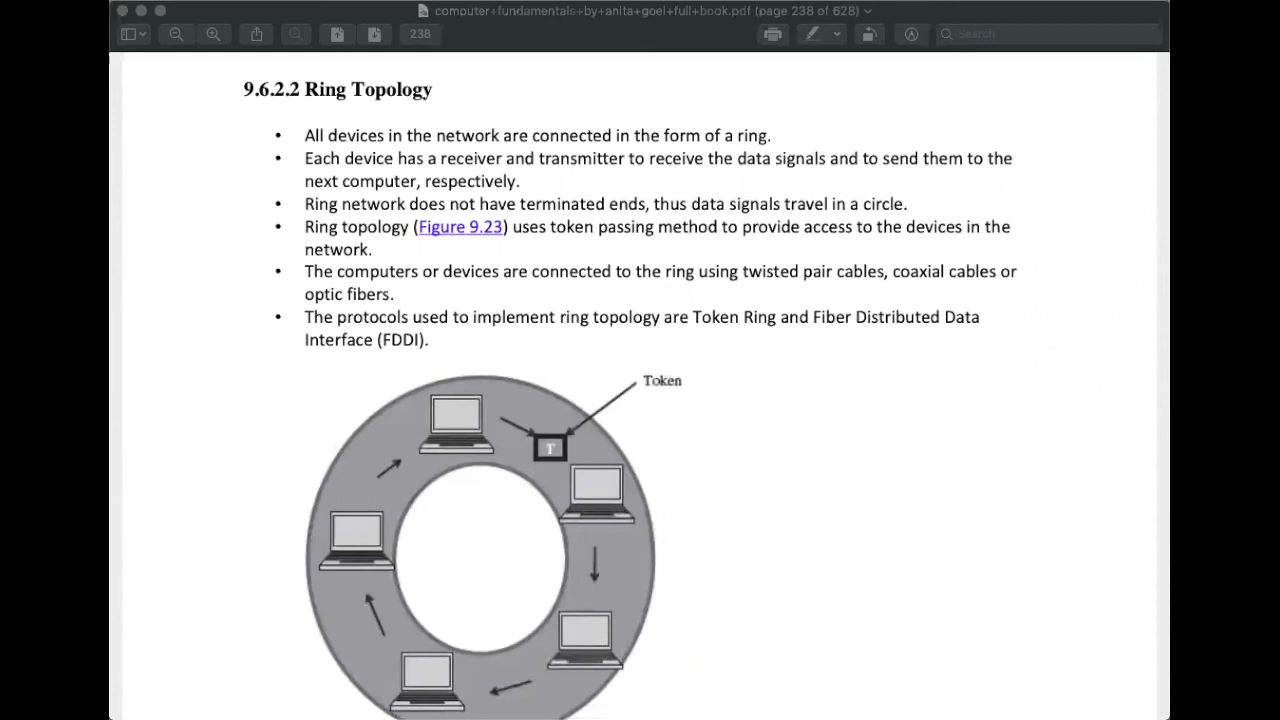 computer+fundamentals+by+anita+goel+full+book.pdf (page 238 of 628)
238
Search
9.6.2.2 Ring Topology
• All devices in the network are connected in the form of a ring.
• Each device has a receiver and transmitter to receive the data signals and to send them to the
next computer, respectively.
• Ring network does not have terminated ends, thus data signals travel in a circle.
• Ring topology (Figure 9.23) uses token passing method to provide access to the devices in the
network.
• The computers or devices are connected to the ring using twisted pair cables, coaxial cables or
optic fibers.
• The protocols used to implement ring topology are Token Ring and Fiber Distributed Data
Interface (FDDI).
Token
T